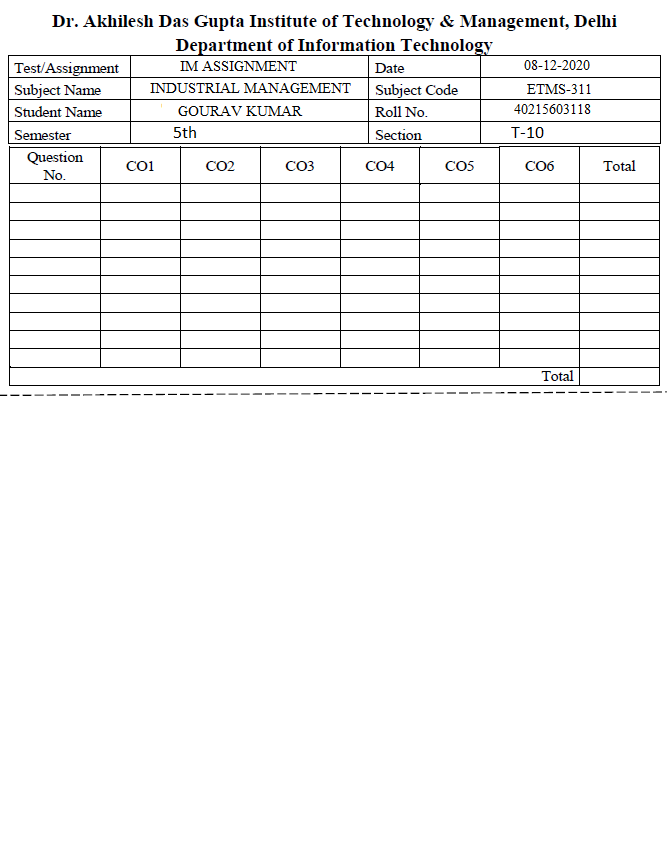 Dr. Akhilesh Das Gupta Institute of Technology & Management, Delhi
Department of Information Technology
Test/Assignment IM ASSIGNMENT Date 08-12-2020
Subject Name INDUSTRIAL MANAGEMENT Subject Code ETMS-311
Student Name GOURAV KUMAR Roll No. 40215603118
Semester 5th Section T-10
Question No. CO1 CO2 CO3 CO4 CO5 CO6 Total
Total